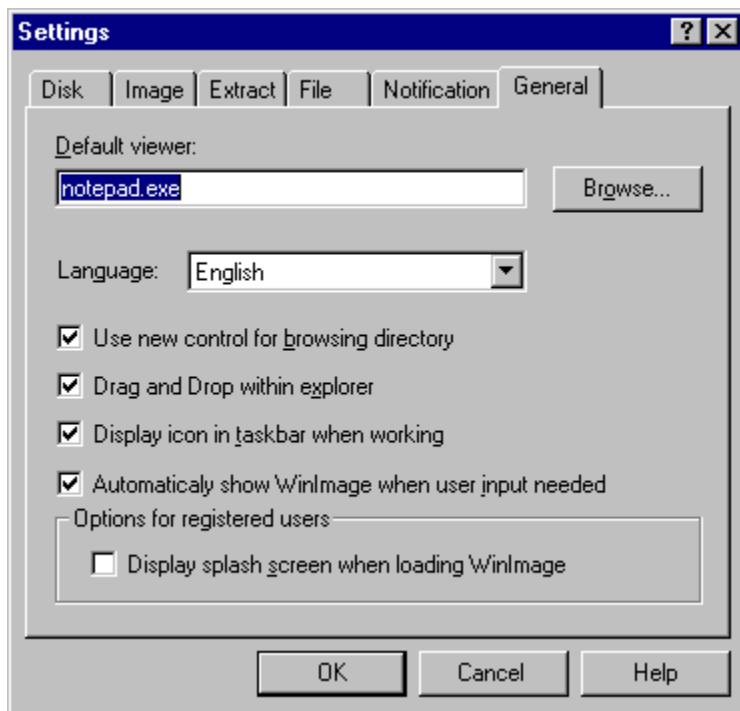 Settings
Disk Image Extract File Notification General
Default viewer:
notepad.exe Browse...
Language: English
Use new control for browsing directory
Drag and Drop within explorer
Display icon in taskbar when working
Automaticaly show WinImage when user input needed
Options for registered users
Display splash screen when loading WinImage
OK Cancel Help